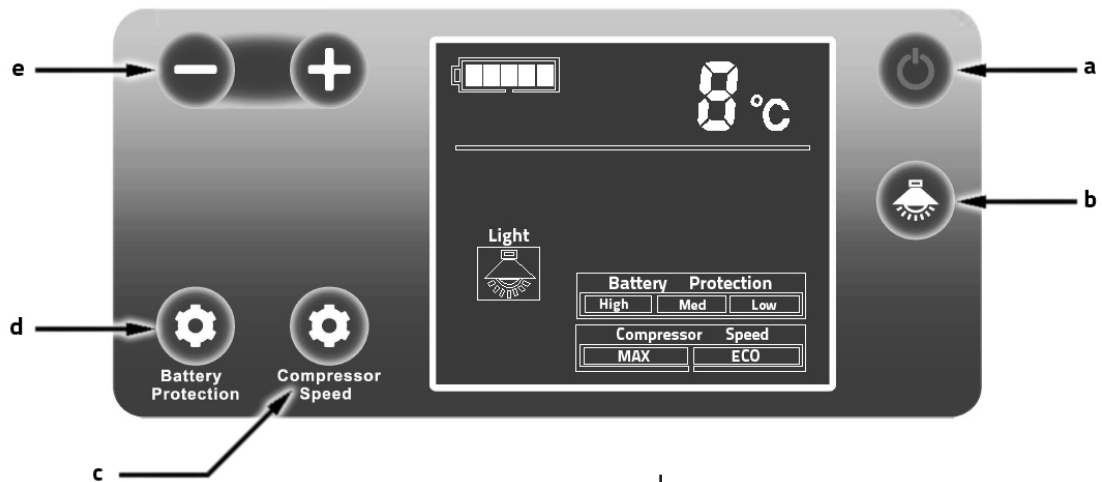 e
8 °C
a
b
Light
Battery Protection
High Med Low
Compressor Speed
MAX ECO
d
Battery
Protection
Compressor
Speed
c